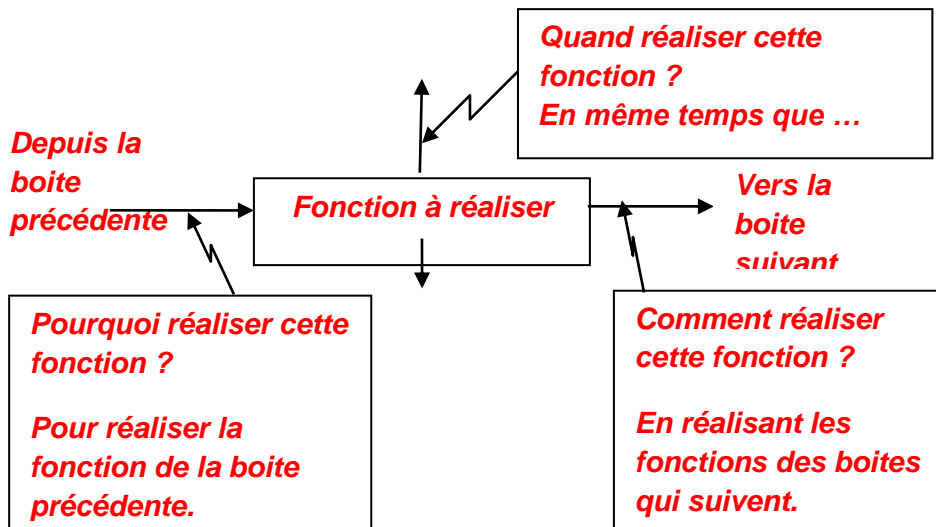 Quand réaliser cette
fonction ?
En même temps que …
Depuis la
boite
précédente
Fonction à réaliser
Vers la
boite
suivant
Pourquoi réaliser cette
fonction ?
Pour réaliser la
fonction de la boite
précédente.
Comment réaliser
cette fonction ?
En réalisant les
fonctions des boites
qui suivent.